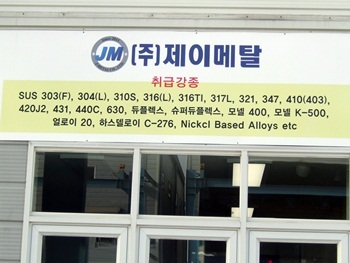 JM (주)제이메탈
취급강종
SUS 303(F), 304(L), 310S, 316(L), 316TI, 317L, 321, 347, 410(403),
420J2, 431, 440C, 630, 듀플렉스, 슈퍼듀플렉스, 모넬 400, 모넬 K-500,
얼로이 20, 하스델로이 C-276, Nickcl Based Alloys etc